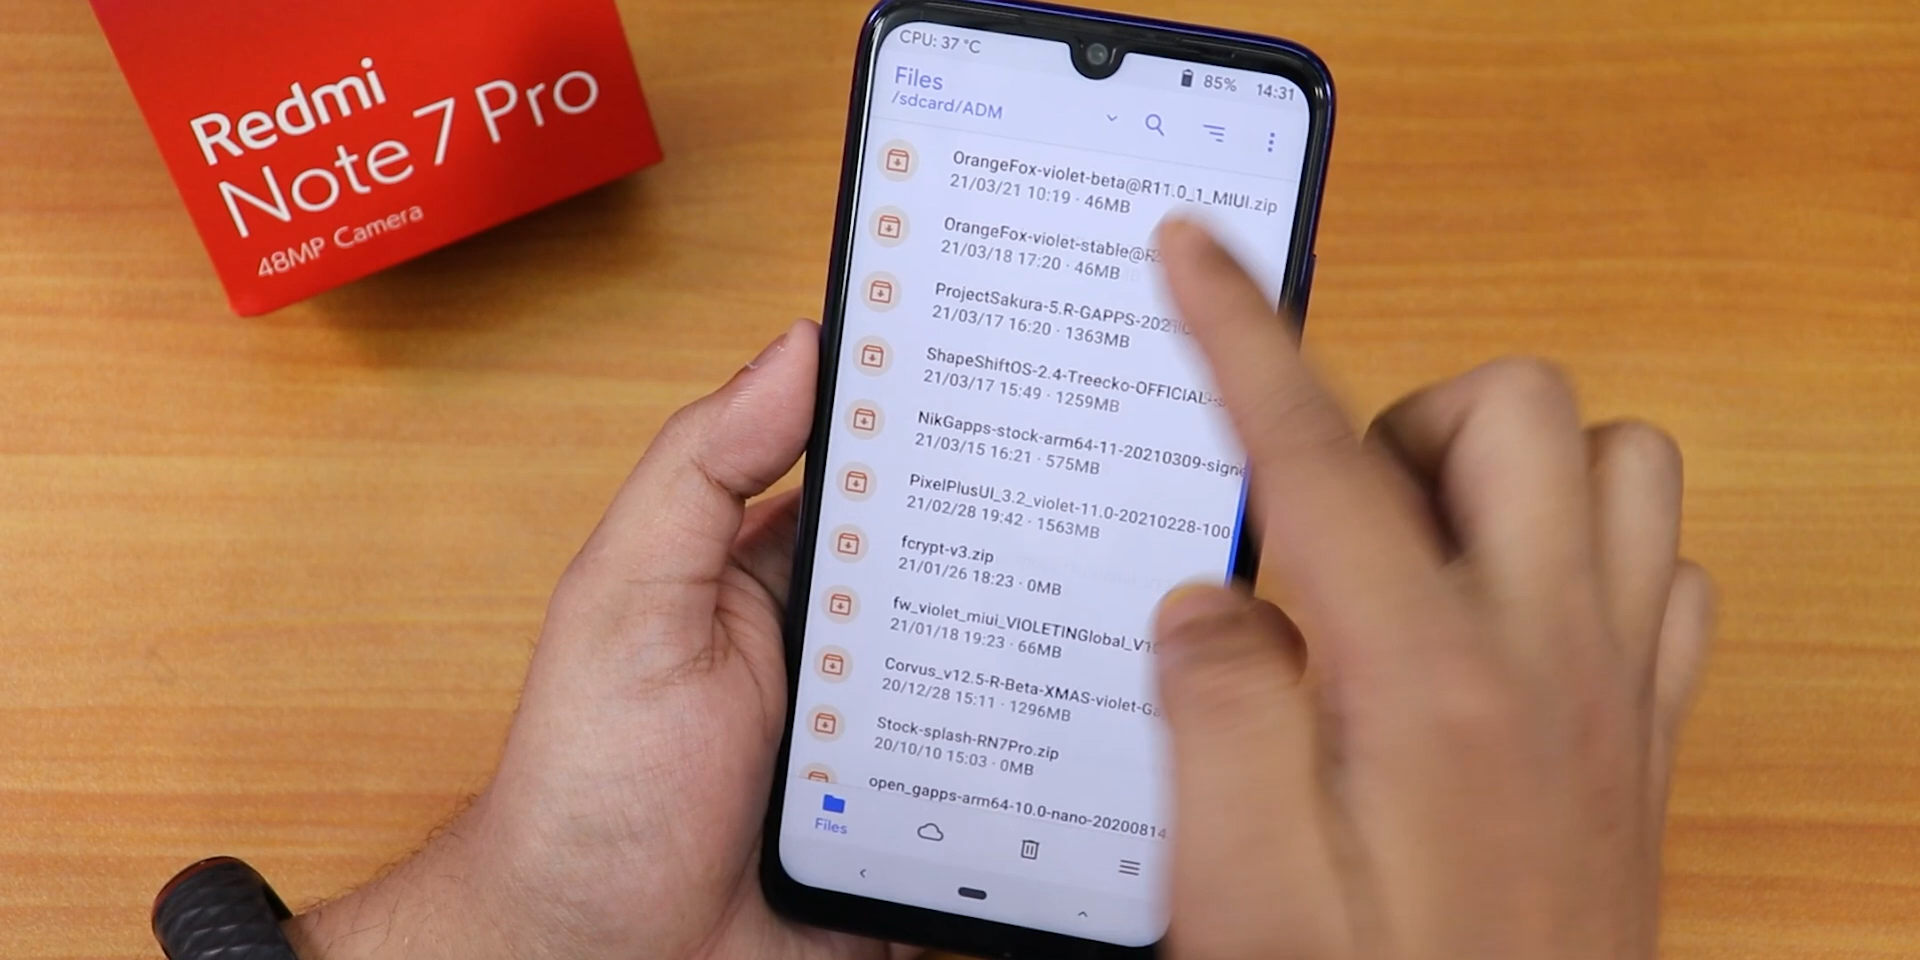 Redmi
Note 7 Pro
48MP Camera
CPU: 37 °C
85% 14:31
Files
/sdcard/ADM
OrangeFox-violet-beta@R11.0_1_MIUI.zip
21/03/21 10:19 · 46MB
OrangeFox-violet-stable@R
21/03/18 17:20 · 46MB
ProjectSakura-5.R-GAPPS-2021
21/03/17 16:20 · 1363MB
ShapeShiftOS-2.4-Treecko-OFFICIAL-
21/03/17 15:49 · 1259MB
NikGapps-stock-arm64-11-20210309-signe
21/03/15 16:21 · 575MB
PixelPlusUI_3.2_violet-11.0-20210228-100
21/02/28 19:42 · 1563MB
fcrypt-v3.zip
21/01/26 18:23 · 0MB
fw_violet_miui_VIOLETINGlobal_V1
21/01/18 19:23 · 66MB
Corvus_v12.5-R-Beta-XMAS-violet-Ga
20/12/28 15:11 · 1296MB
Stock-splash-RN7Pro.zip
20/10/10 15:03 · 0MB
open_gapps-arm64-10.0-nano-20200814
Files